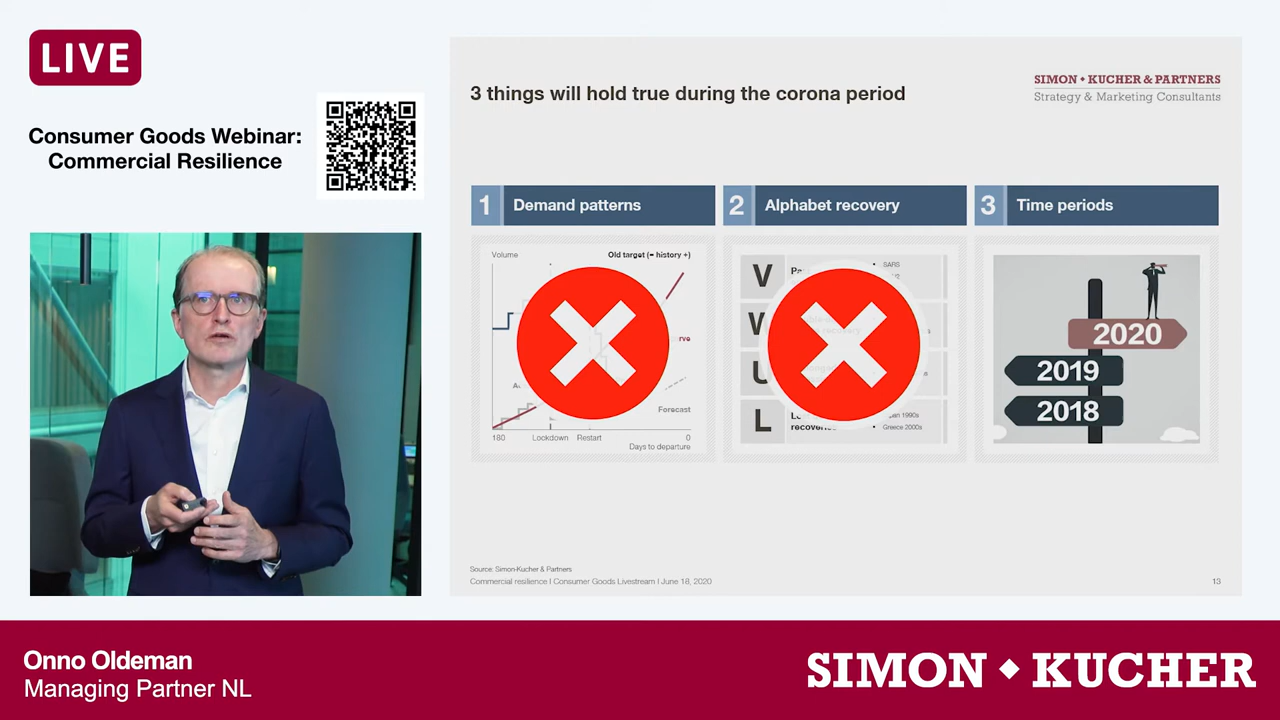 LIVE
Consumer Goods Webinar:
Commercial Resilience
3 things will hold true during the corona period
SIMON • KUCHER & PARTNERS
Strategy & Marketing Consultants
1 Demand patterns
2 Alphabet recovery
3 Time periods
Volume
Old target (= history +)
Forecast
180 Lockdown Restart 0
Days to departure
V
SARS
W
U
L
recoveries
Greece 2000s
2020
2019
2018
Source: Simon-Kucher & Partners
Commercial resilience I Consumer Goods Livestream I June 18, 2020
13
Onno Oldeman
Managing Partner NL
SIMON ◆ KUCHER